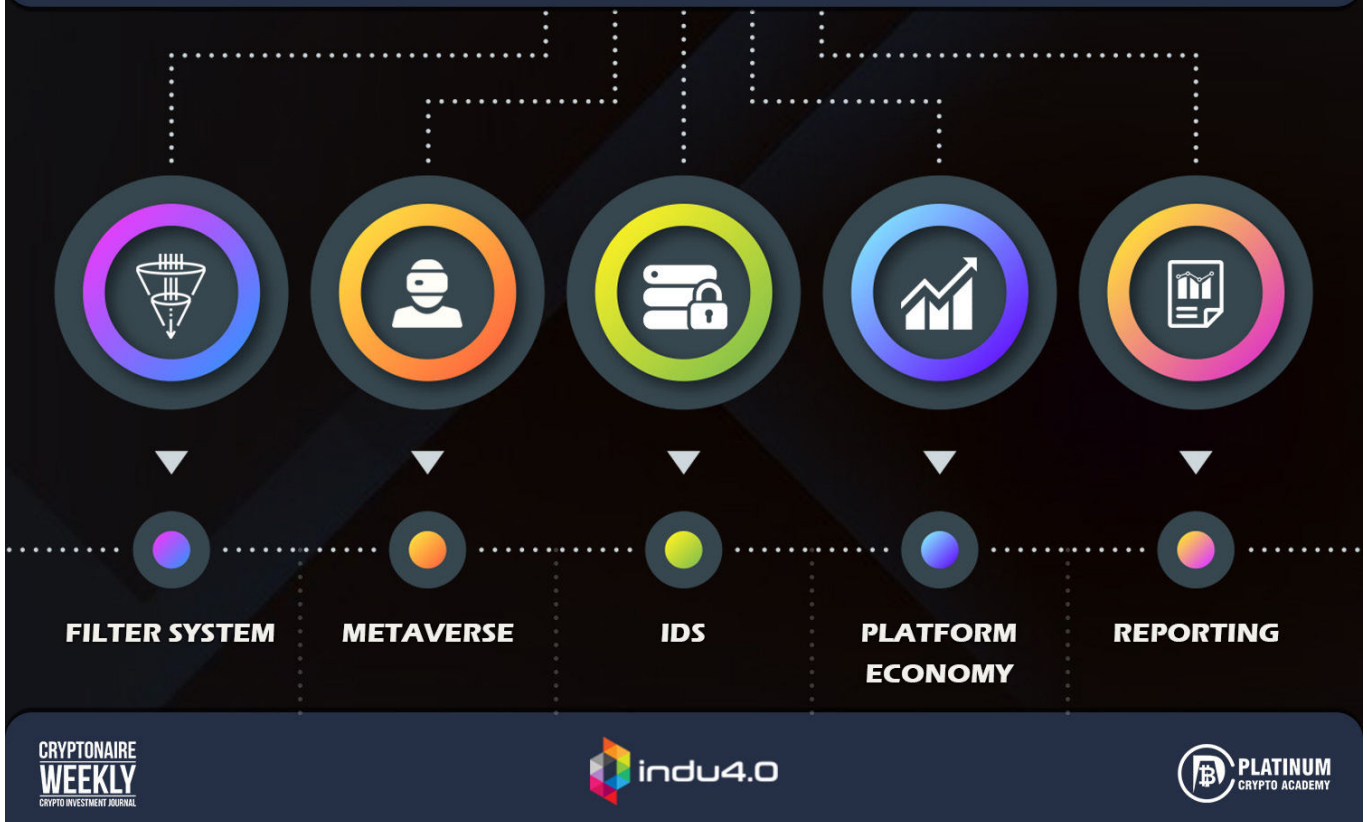 FILTER SYSTEM
METAVERSE
IDS
PLATFORM
ECONOMY
REPORTING
CRYPTONAIRE
WEEKLY
CRYPTO INVESTMENT JOURNAL
indu4.0
PLATINUM
CRYPTO ACADEMY